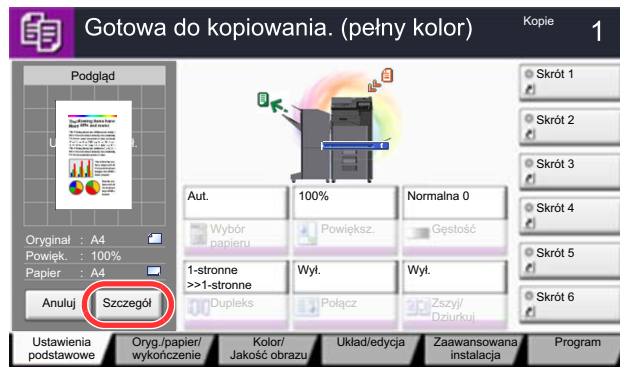 Gotowa do kopiowania. (pełny kolor)
Kopie
1
Podgląd
Oryginał : A4
Powięk. : 100%
Papier : A4
Anuluj
Szczegół
Aut.
Wybór
papieru
100%
Powiększ.
Normalna 0
Gęstość
1-stronne
>>1-stronne
Dupleks
Wył.
Połącz
Wył.
Zszyj/
Dziurkuj
Skrót 1
Skrót 2
Skrót 3
Skrót 4
Skrót 5
Skrót 6
Ustawienia
podstawowe
Oryg./papier/
wykończenie
Kolor/
Jakość obrazu
Układ/edycja
Zaawansowana
instalacja
Program